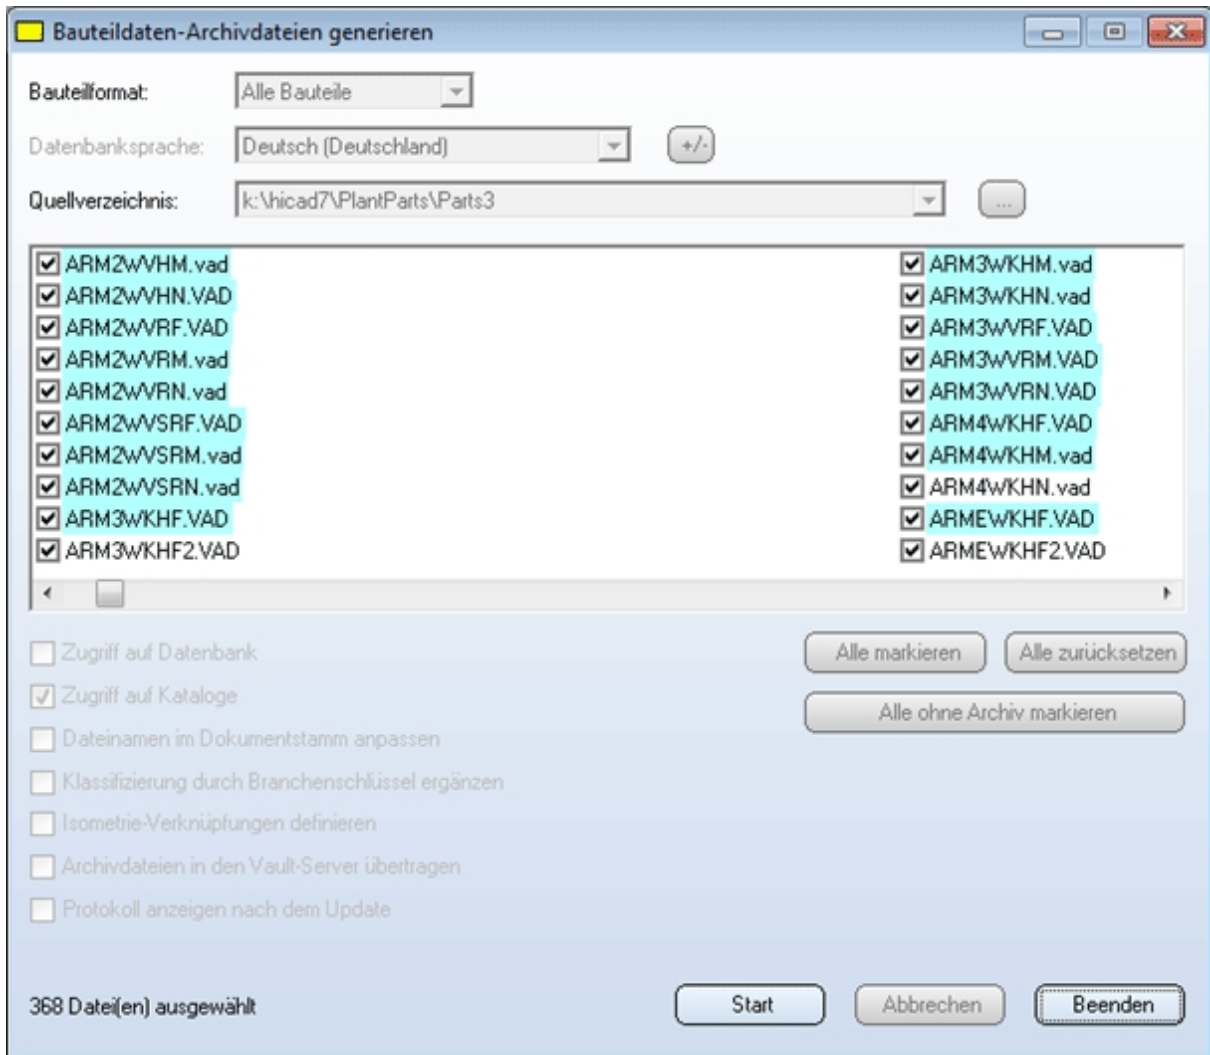 Bauteildaten-Archivdateien generieren
Bauteilformat: Alle Bauteile
Datenbanksprache: Deutsch (Deutschland) +/-
Quellverzeichnis: k:\hicad7\PlantParts\Parts3 ...
ARM2WVHM.vad
ARM2WVHN.VAD
ARM2WVRF.VAD
ARM2WVRM.vad
ARM2WVRN.vad
ARM2WVSRF.VAD
ARM2WVSRM.vad
ARM2WVSRN.vad
ARM3WKHF.VAD
ARM3WKHF2.VAD
ARM3WKHM.vad
ARM3WKHN.vad
ARM3WVRF.VAD
ARM3WVRM.VAD
ARM3WVRN.VAD
ARM4WKHF.VAD
ARM4WKHM.vad
ARM4WKHN.vad
ARMEWKHF.VAD
ARMEWKHF2.VAD
Zugriff auf Datenbank
Zugriff auf Kataloge
Dateinamen im Dokumentstamm anpassen
Klassifizierung durch Branchenschlüssel ergänzen
Isometrie-Verknüpfungen definieren
Archivdateien in den Vault-Server übertragen
Protokoll anzeigen nach dem Update
Alle markieren Alle zurücksetzen
Alle ohne Archiv markieren
368 Datei(en) ausgewählt Start Abbrechen Beenden